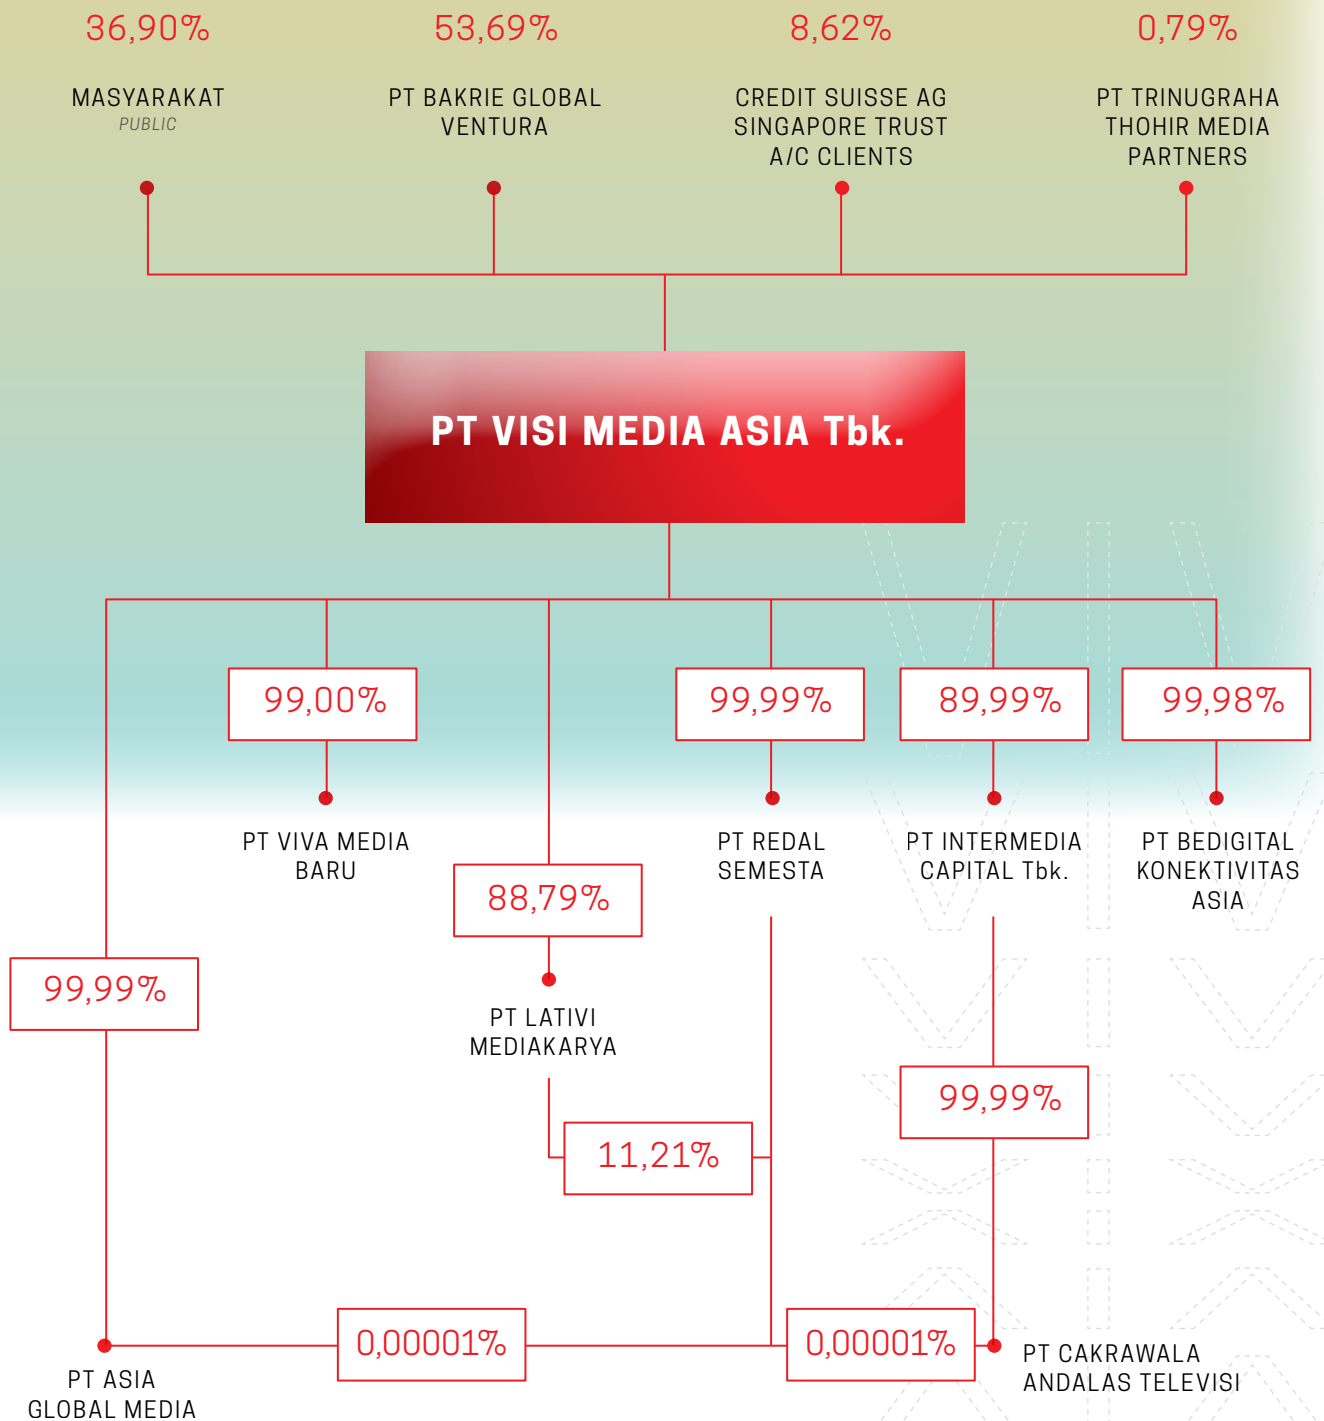 36,90%
53,69%
8,62%
0,79%
MASYARAKAT
PUBLIC
PT BAKRIE GLOBAL
VENTURA
CREDIT SUISSE AG
SINGAPORE TRUST
A/C CLIENTS
PT TRINUGRAHA
THOHIR MEDIA
PARTNERS
PT VISI MEDIA ASIA Tbk.
99,00%
99,99%
89,99%
99,98%
PT VIVA MEDIA
BARU
PT REDAL
SEMESTA
PT INTERMEDIA
CAPITAL Tbk.
PT BEDIGITAL
KONEKTIVITAS
ASIA
88,79%
99,99%
PT LATIVI
MEDIAKARYA
99,99%
11,21%
0,00001%
0,00001%
PT ASIA
GLOBAL MEDIA
PT CAKRAWALA
ANDALAS TELEVISI